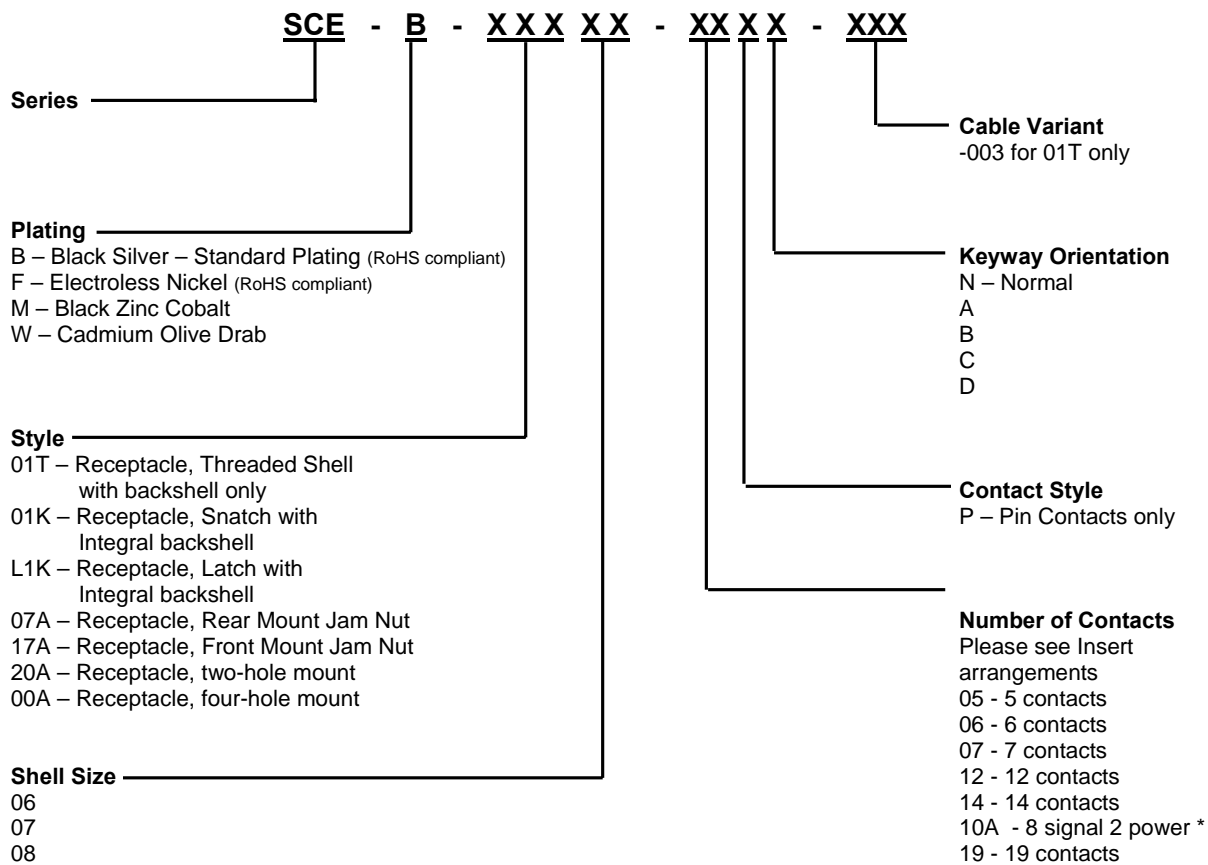 SCE - B - X X X X X - XX X X - XXX
Series
Plating
B – Black Silver – Standard Plating (RoHS compliant)
F – Electroless Nickel (RoHS compliant)
M – Black Zinc Cobalt
W – Cadmium Olive Drab
Style
01T – Receptacle, Threaded Shell
with backshell only
01K – Receptacle, Snatch with
Integral backshell
L1K – Receptacle, Latch with
Integral backshell
07A – Receptacle, Rear Mount Jam Nut
17A – Receptacle, Front Mount Jam Nut
20A – Receptacle, two-hole mount
00A – Receptacle, four-hole mount
Shell Size
06
07
08
Cable Variant
-003 for 01T only
Keyway Orientation
N – Normal
A
B
C
D
Contact Style
P – Pin Contacts only
Number of Contacts
Please see Insert
arrangements
05 - 5 contacts
06 - 6 contacts
07 - 7 contacts
12 - 12 contacts
14 - 14 contacts
10A - 8 signal 2 power *
19 - 19 contacts